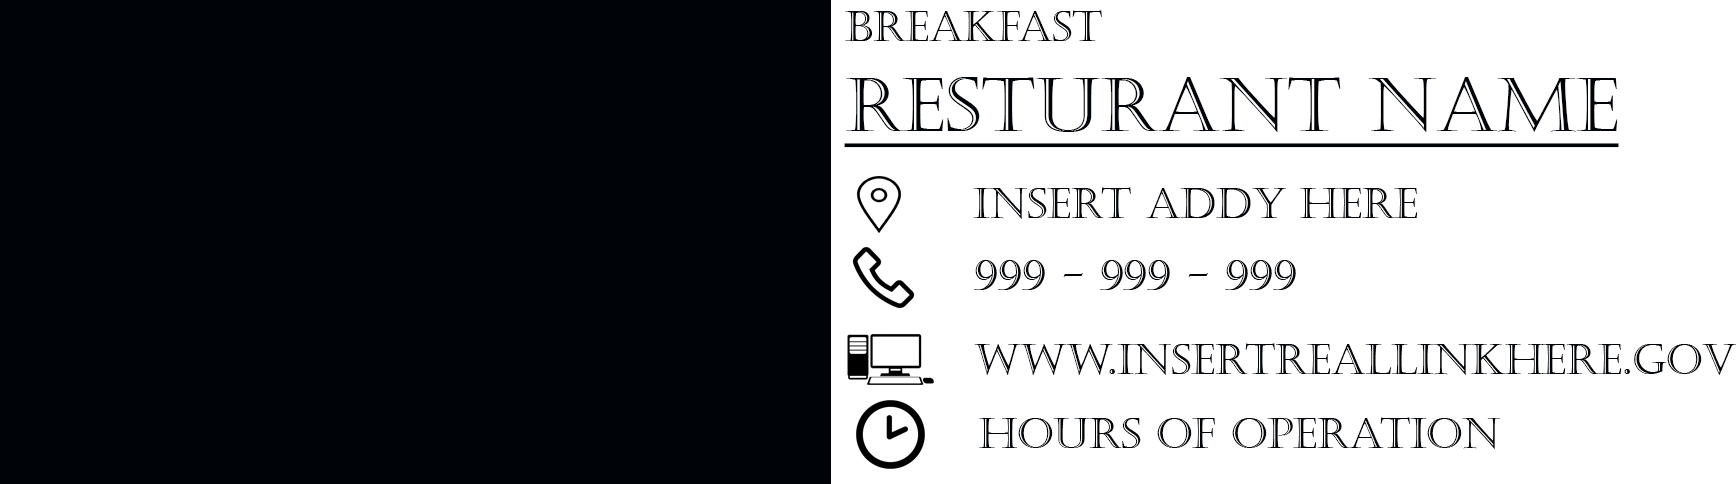 BREAKFAST
RESTURANT NAME
INSERT ADDY HERE
999 - 999 - 999
WWW.INSERTREALLINKHERE.GOV
HOURS OF OPERATION